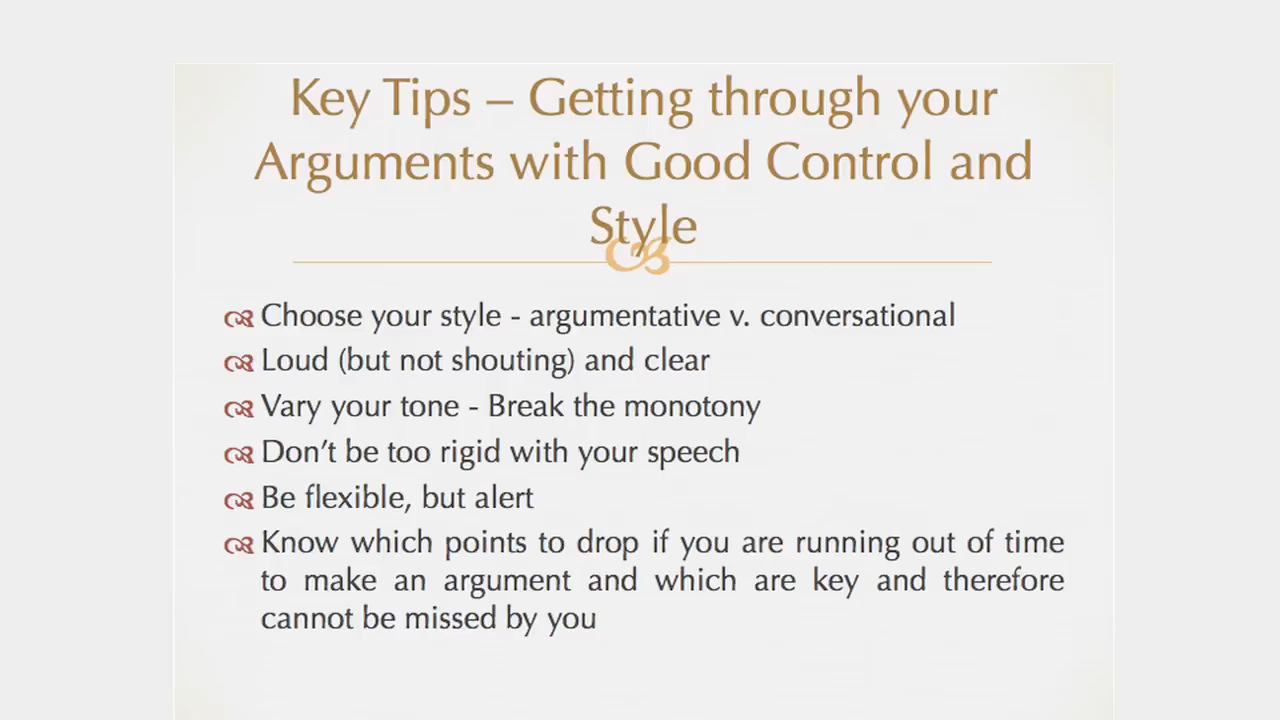 Key Tips – Getting through your
Arguments with Good Control and
Style
Choose your style - argumentative v. conversational
Loud (but not shouting) and clear
Vary your tone - Break the monotony
Don’t be too rigid with your speech
Be flexible, but alert
Know which points to drop if you are running out of time
to make an argument and which are key and therefore
cannot be missed by you